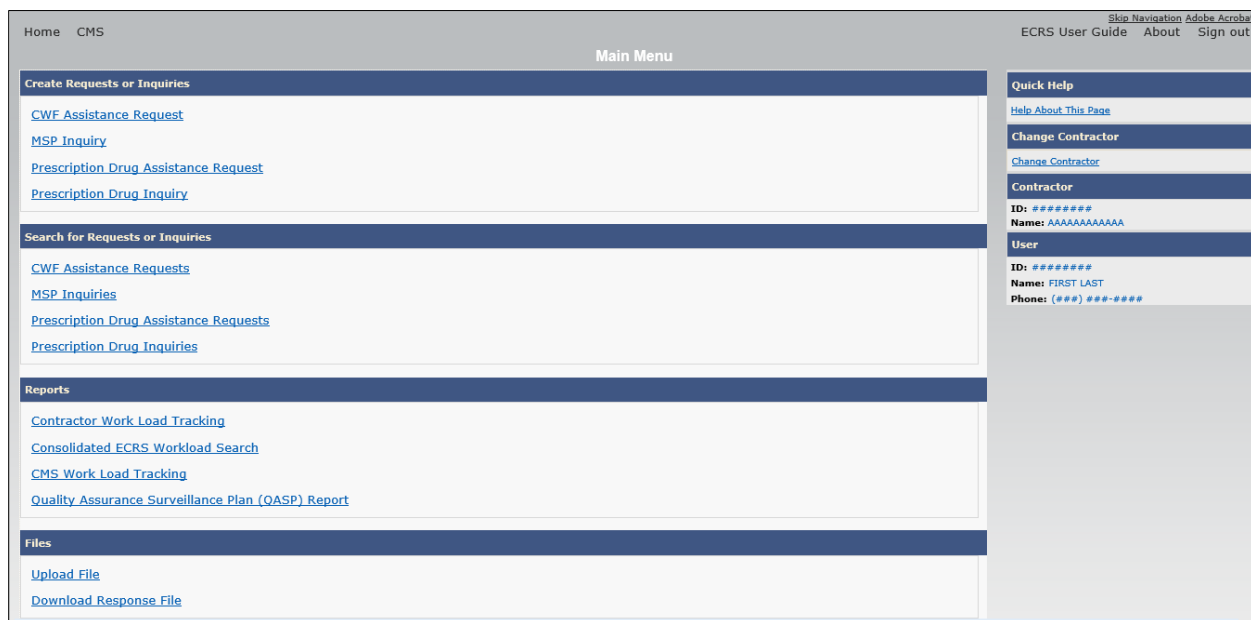 Skip Navigation Adobe Acrobat
Home CMS ECRS User Guide About Sign out
Main Menu
Create Requests or Inquiries
CWF Assistance Request
MSP Inquiry
Prescription Drug Assistance Request
Prescription Drug Inquiry
Search for Requests or Inquiries
CWF Assistance Requests
MSP Inquiries
Prescription Drug Assistance Requests
Prescription Drug Inquiries
Reports
Contractor Work Load Tracking
Consolidated ECRS Workload Search
CMS Work Load Tracking
Quality Assurance Surveillance Plan (QASP) Report
Files
Upload File
Download Response File
Quick Help
Help About This Page
Change Contractor
Change Contractor
Contractor
ID: ########
Name: AAAAAAAAAAAA
User
ID: ########
Name: FIRST LAST
Phone: (###) ###-####